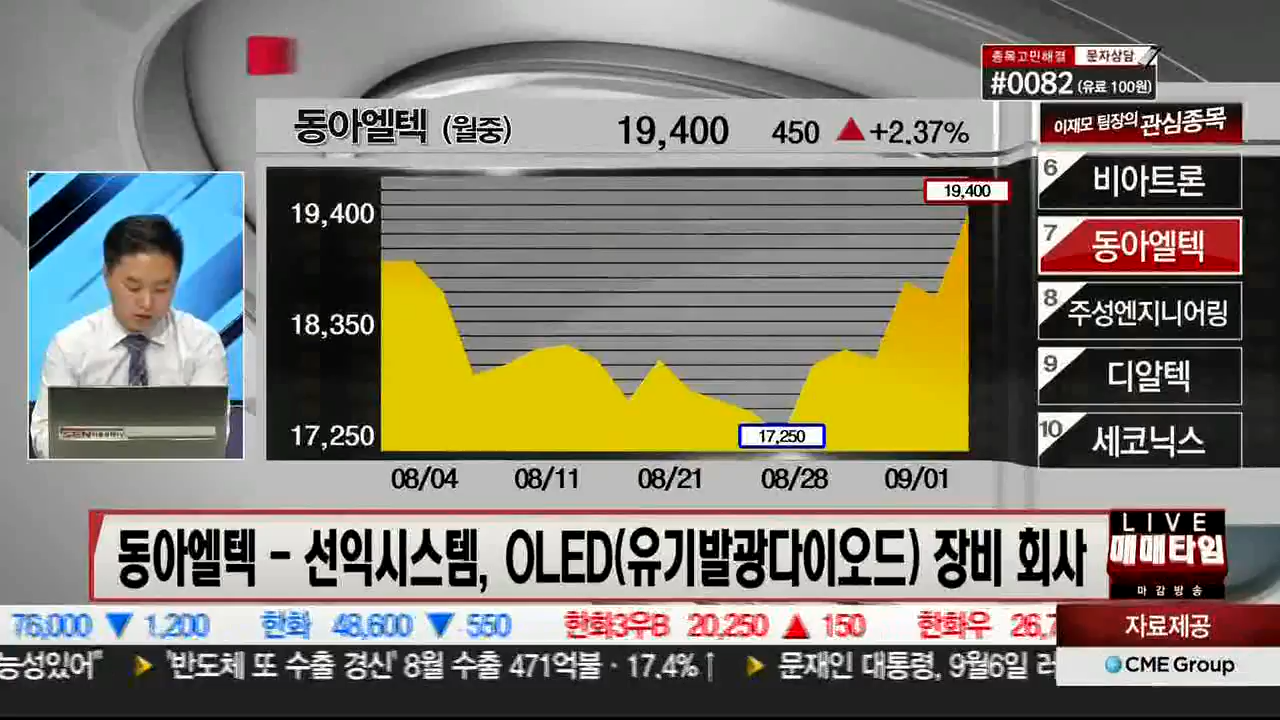 종목고민해결 문자상담
#0082 (유료 100원)
동아엘텍 (월중) 19,400 450 ▲ +2.37%
이재모 팀장의 관심종목
6 비아트론
7 동아엘텍
8 주성엔지니어링
9 디알텍
10 세코닉스
19,400
19,400
18,350
17,250
17,250
08/04 08/11 08/21 08/28 09/01
동아엘텍 - 선익시스템, OLED(유기발광다이오드) 장비 회사
LIVE
매매타임
마감방송
76,000 ▼ 1,200 한화 48,600 ▼ 550 한화3우B 20,250 ▲ 150 한화우 26,7
자료제공
CME Group
능성있어” ‘반도체 또 수출 경신’ 8월 수출 471억불·17.4%↑ 문재인 대통령, 9월6일 러